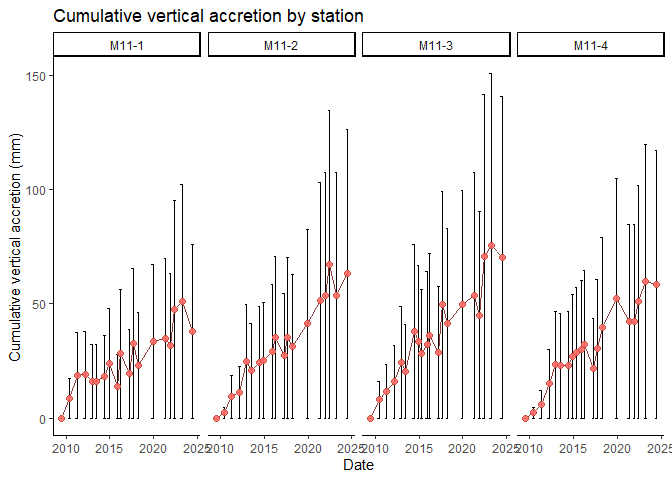 Cumulative vertical accretion by station
M11-1 M11-2 M11-3 M11-4
Cumulative vertical accretion (mm)
150
100
50
0
2010 2015 2020 2025 2010 2015 2020 2025 2010 2015 2020 2025 2010 2015 2020 2025
Date